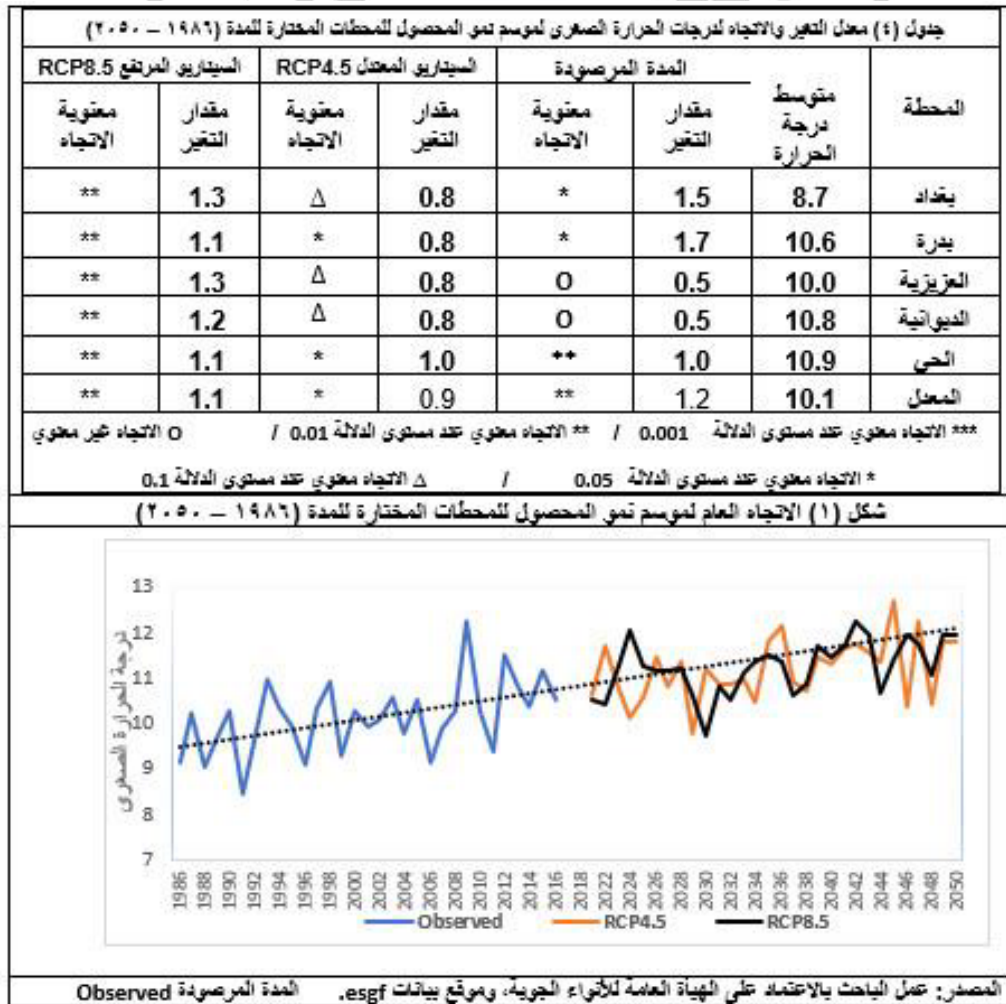 جدول (٤) معدل التغير والاتجاه لدرجات الحرارة الصغرى لموسم نمو المحصول للمحطات المختارة للمدة (١٩٨٦ – ٢٠٥٠)
المحطة متوسط درجة الحرارة المدة المرصودة السيناريو المعتدل RCP4.5 السيناريو المرتفع RCP8.5
مقدار التغير معنوية الاتجاه مقدار التغير معنوية الاتجاه مقدار التغير معنوية الاتجاه
بغداد 8.7 1.5 * 0.8 Δ 1.3 **
بدرة 10.6 1.7 * 0.8 * 1.1 **
العزيزية 10.0 0.5 O 0.8 Δ 1.3 **
الديوانية 10.8 0.5 O 0.8 Δ 1.2 **
الحي 10.9 1.0 ** 1.0 * 1.1 **
المعدل 10.1 1.2 ** 0.9 * 1.1 **
*** الاتجاه معنوي عند مستوى الدلالة 0.001 / ** الاتجاه معنوي عند مستوى الدلالة 0.01 / O الاتجاه غير معنوي
* الاتجاه معنوي عند مستوى الدلالة 0.05 / Δ الاتجاه معنوي عند مستوى الدلالة 0.1
شكل (١) الاتجاه العام لموسم نمو المحصول للمحطات المختارة للمدة (١٩٨٦ – ٢٠٥٠)
درجة الحرارة الصغرى
13
12
11
10
9
8
7
1986 1988 1990 1992 1994 1996 1998 2000 2002 2004 2006 2008 2010 2012 2014 2016 2018 2020 2022 2024 2026 2028 2030 2032 2034 2036 2038 2040 2042 2044 2046 2048 2050
Observed RCP4.5 RCP8.5
المصدر: عمل الباحث بالاعتماد على الهيأة العامة للأنواء الجوية، وموقع بيانات esgf. المدة المرصودة Observed